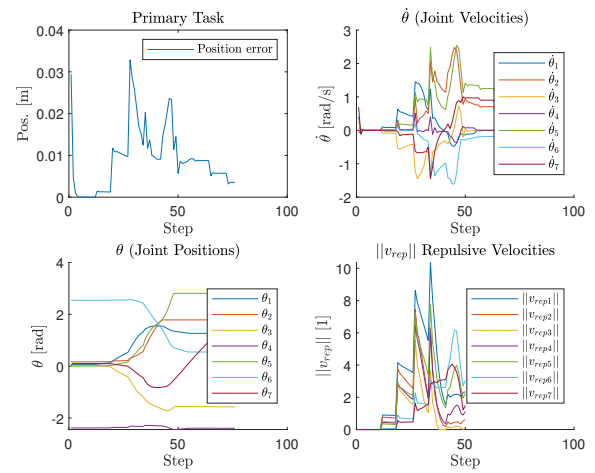 Primary Task
Position error
Pos. [m]
0.04
0.03
0.02
0.01
0
0
50
100
Step
θ̇ (Joint Velocities)
θ̇1
θ̇2
θ̇3
θ̇4
θ̇5
θ̇6
θ̇7
θ̇ [rad/s]
3
2
1
0
-1
-2
0
50
100
Step
θ (Joint Positions)
θ1
θ2
θ3
θ4
θ5
θ6
θ7
θ [rad]
4
2
0
-2
0
50
100
Step
||vrep|| Repulsive Velocities
||vrep1||
||vrep2||
||vrep3||
||vrep4||
||vrep5||
||vrep6||
||vrep7||
||vrep|| [1]
10
8
6
4
2
0
0
50
100
Step